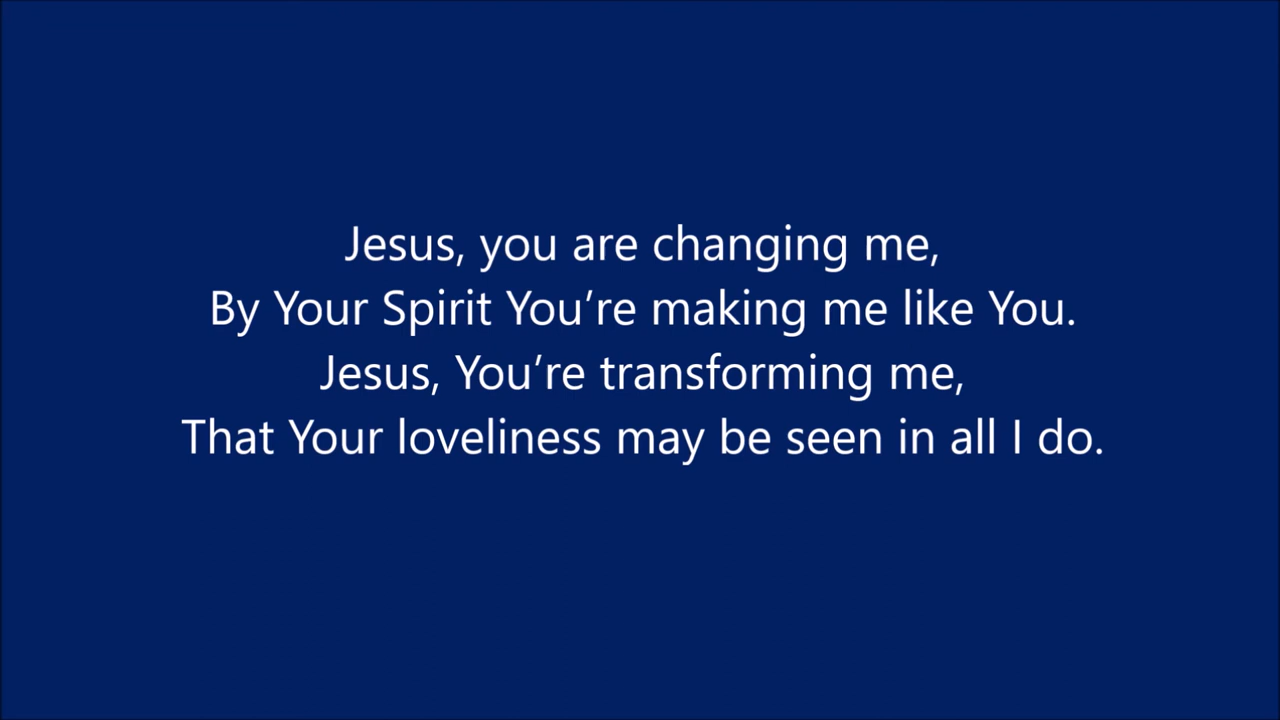 Jesus, you are changing me,
By Your Spirit You’re making me like You.
Jesus, You’re transforming me,
That Your loveliness may be seen in all I do.